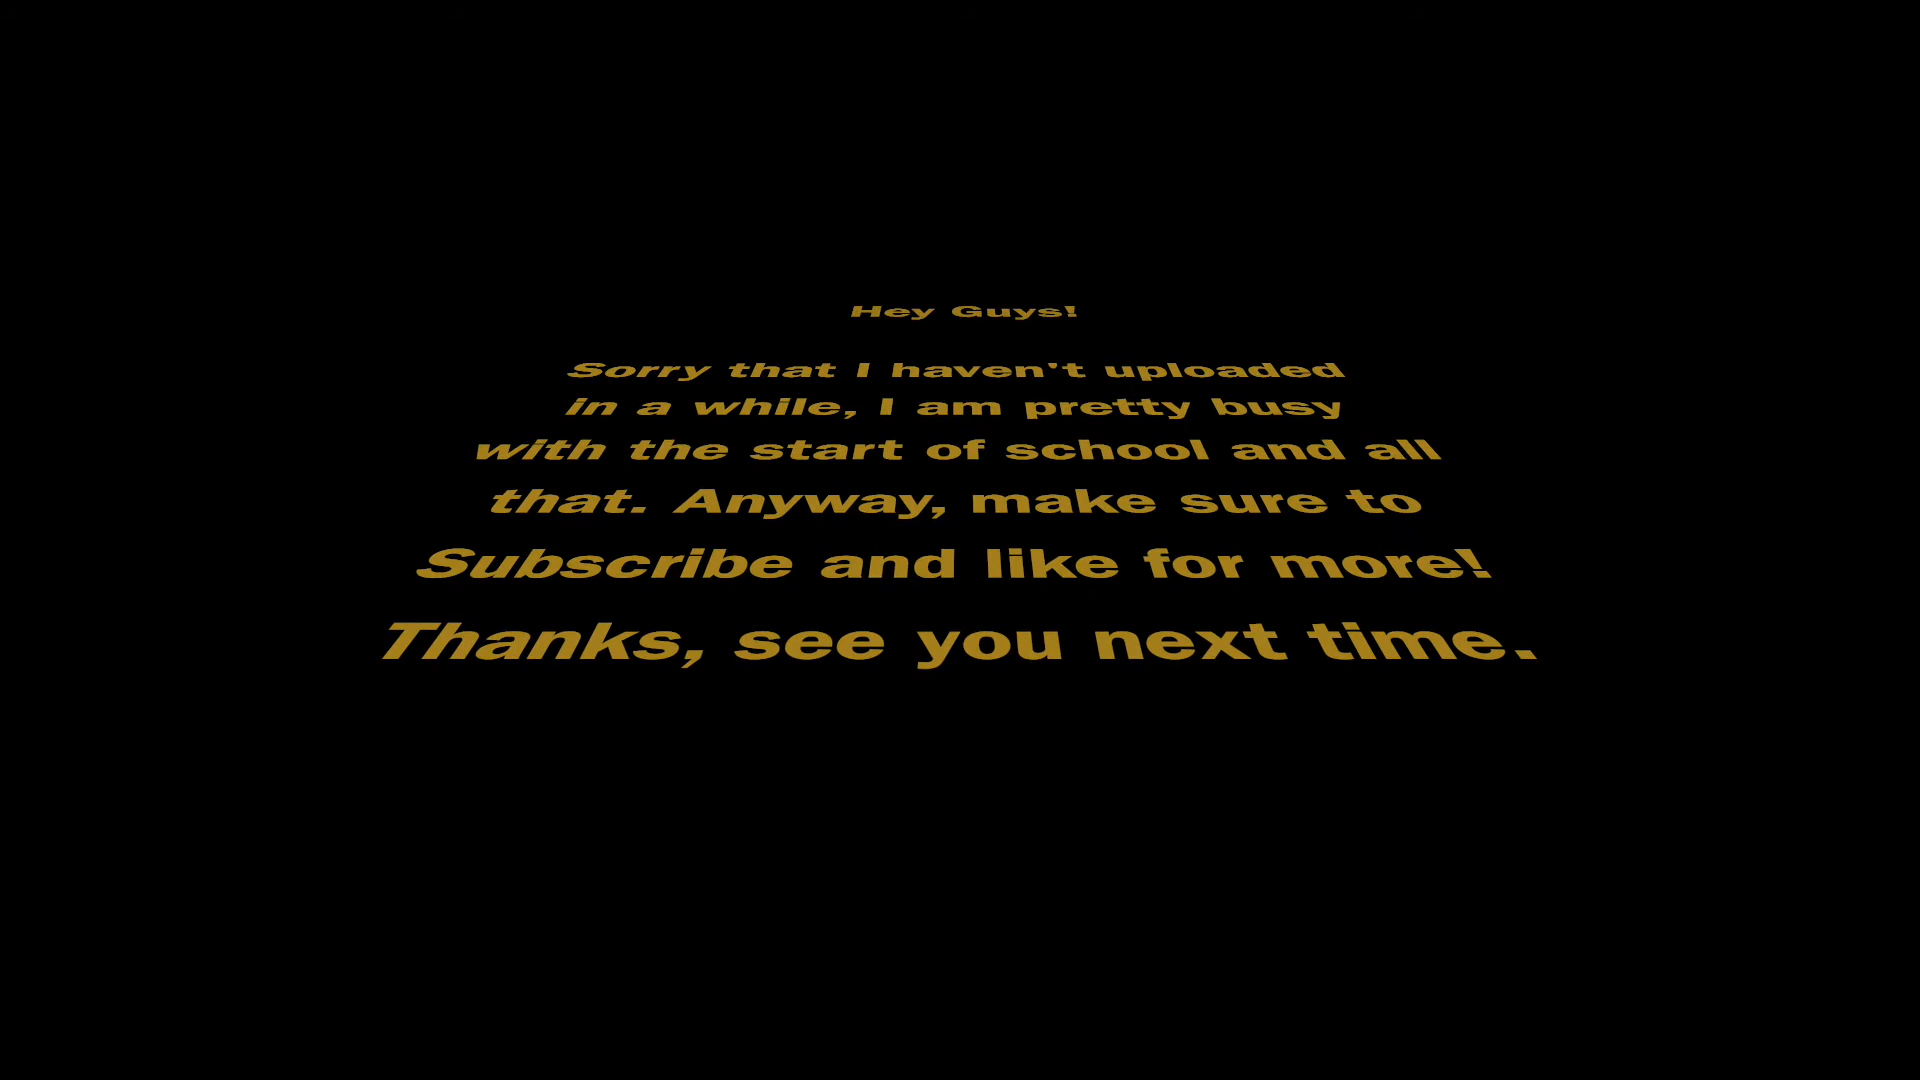 Hey Guys!
Sorry that I haven't uploaded
in a while, I am pretty busy
with the start of school and all
that. Anyway, make sure to
Subscribe and like for more!
Thanks, see you next time.